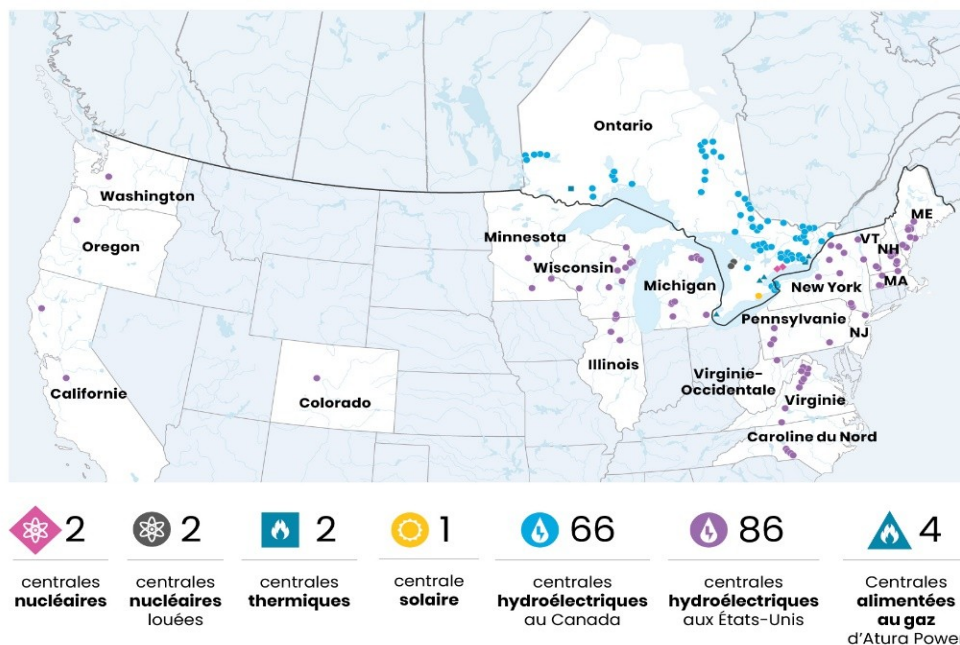 Ontario
Washington
Oregon
Minnesota
Wisconsin
Michigan
ME
VT
NH
MA
New York
Pennsylvanie
NJ
Illinois
Virginie-
Occidentale
Virginie
Californie
Colorado
Caroline du Nord
2
centrales
nucléaires
2
centrales
nucléaires
louées
2
centrales
thermiques
1
centrale
solaire
66
centrales
hydroélectriques
au Canada
86
centrales
hydroélectriques
aux États-Unis
4
Centrales
alimentées
au gaz
d'Atura Power